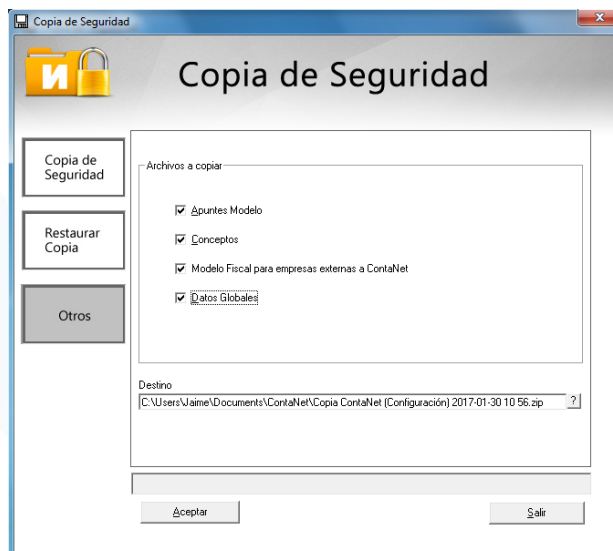 Copia de Seguridad
x
Copia de Seguridad
Copia de
Seguridad
Restaurar
Copia
Otros
Archivos a copiar
Apuntes Modelo
Conceptos
Modelo Fiscal para empresas externas a ContaNet
Datos Globales
Destino
C:\Users\Jaime\Documents\ContaNet\Copia ContaNet (Configuración) 2017-01-30 10 56.zip ?
Aceptar
Salir